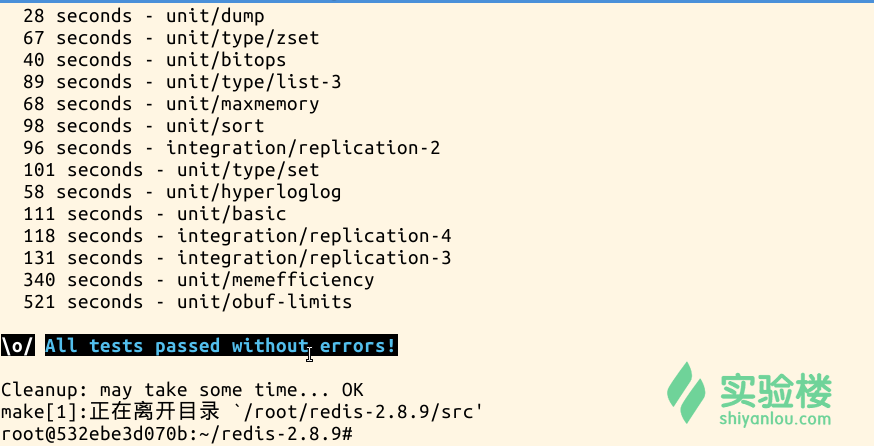 28 seconds - unit/dump
67 seconds - unit/type/zset
40 seconds - unit/bitops
89 seconds - unit/type/list-3
68 seconds - unit/maxmemory
98 seconds - unit/sort
96 seconds - integration/replication-2
101 seconds - unit/type/set
58 seconds - unit/hyperloglog
111 seconds - unit/basic
118 seconds - integration/replication-4
131 seconds - integration/replication-3
340 seconds - unit/memefficiency
521 seconds - unit/obuf-limits
\o/ All tests passed without errors!
Cleanup: may take some time... OK
make[1]:正在离开目录 `/root/redis-2.8.9/src'
root@532ebe3d070b:~/redis-2.8.9#
实验楼
shiyanlou.com